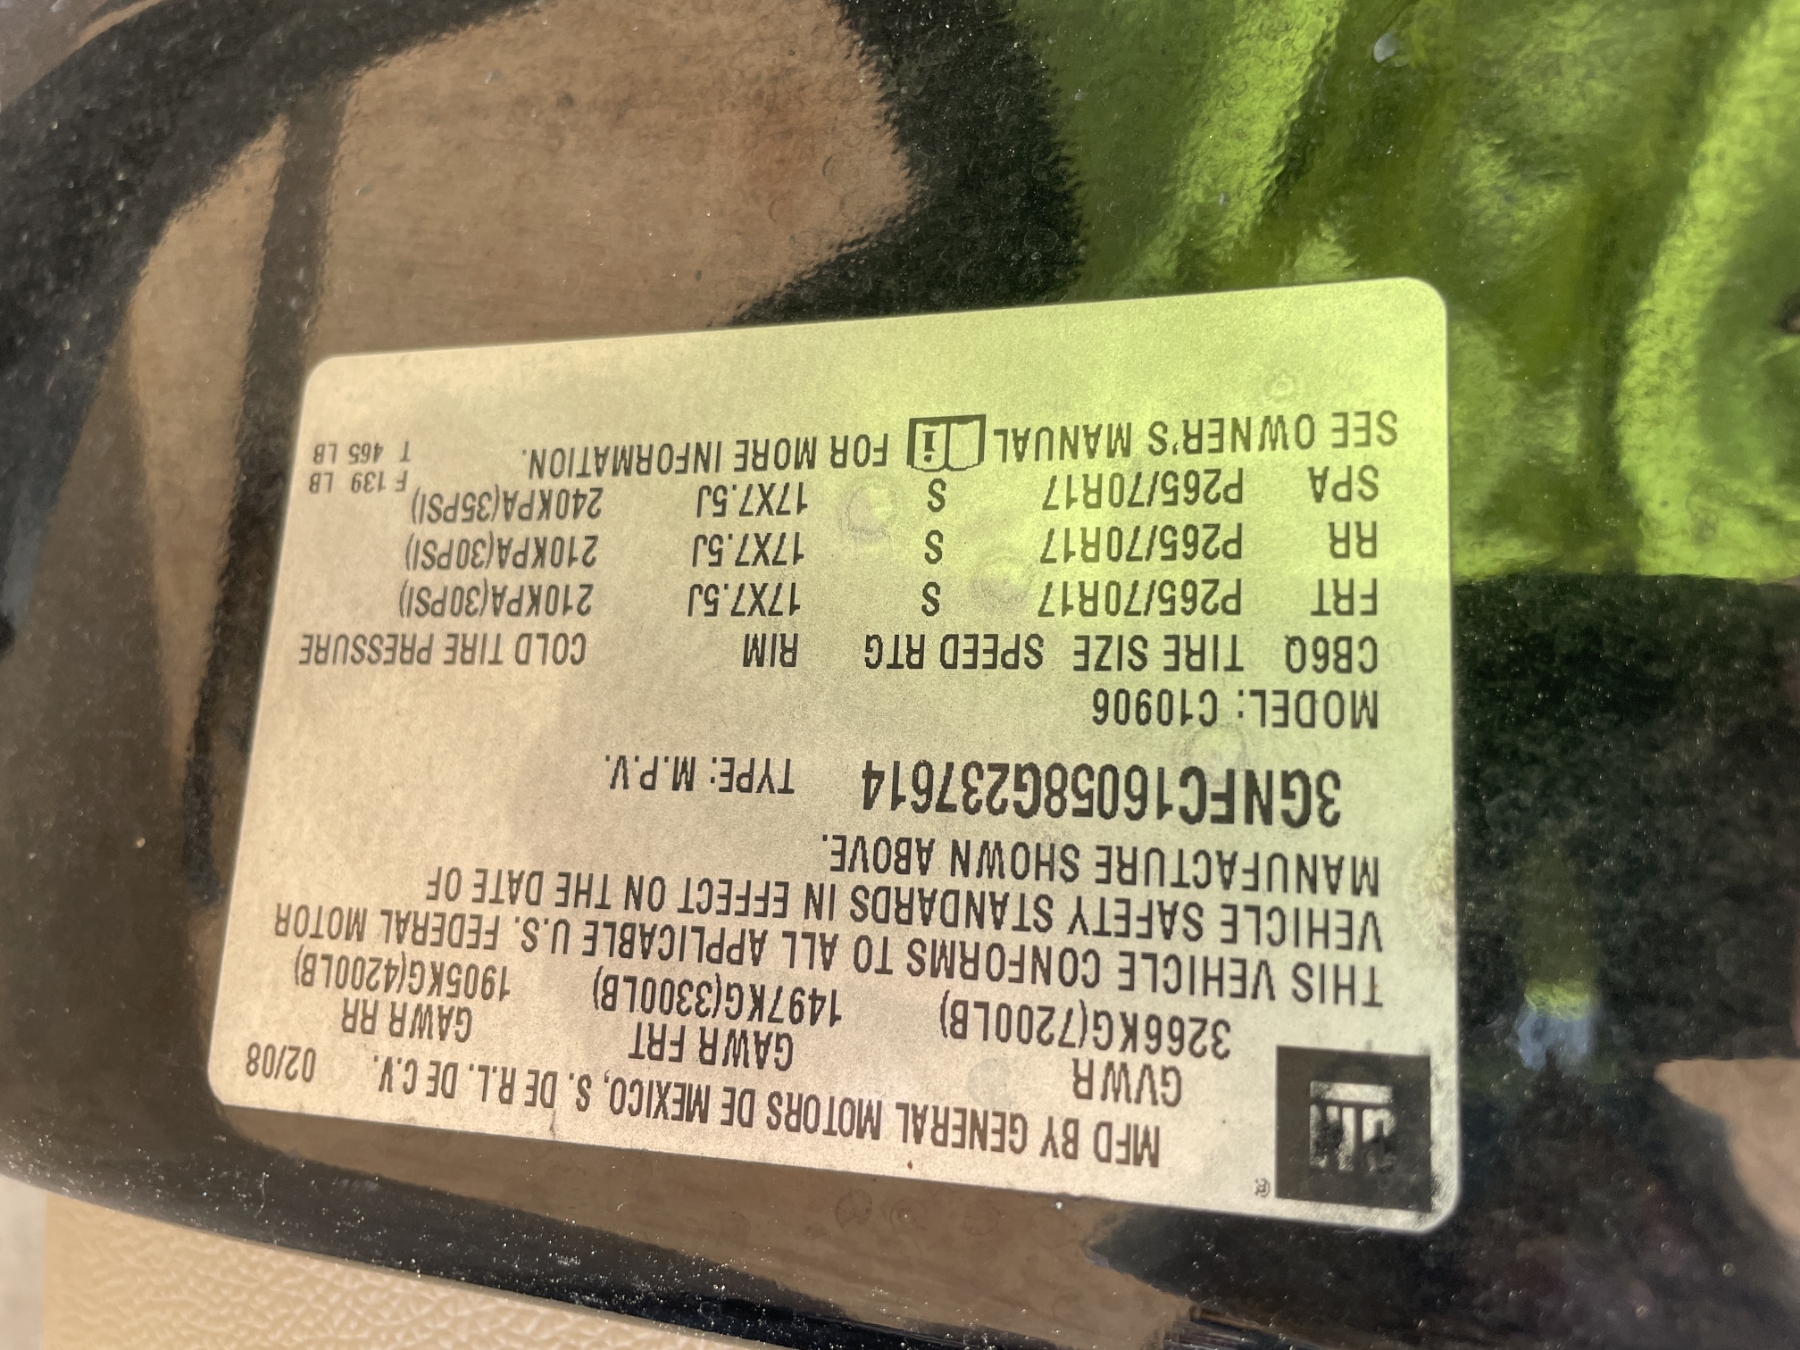 GM
®
MFD BY GENERAL MOTORS DE MEXICO, S. DE R.L. DE C.V. 02/08
GVWR GAWR FRT GAWR RR
3266KG(7200LB) 1497KG(3300LB) 1905KG(4200LB)
THIS VEHICLE CONFORMS TO ALL APPLICABLE U.S. FEDERAL MOTOR
VEHICLE SAFETY STANDARDS IN EFFECT ON THE DATE OF
MANUFACTURE SHOWN ABOVE.
3GNFC16058G237614 TYPE: M.P.V.
MODEL: C10906
CB6Q TIRE SIZE SPEED RTG RIM COLD TIRE PRESSURE
FRT P265/70R17 S 17X7.5J 210KPA(30PSI)
RR P265/70R17 S 17X7.5J 210KPA(30PSI)
SPA P265/70R17 S 17X7.5J 240KPA(35PSI) F 139 LB
SEE OWNER'S MANUAL i FOR MORE INFORMATION. T 465 LB